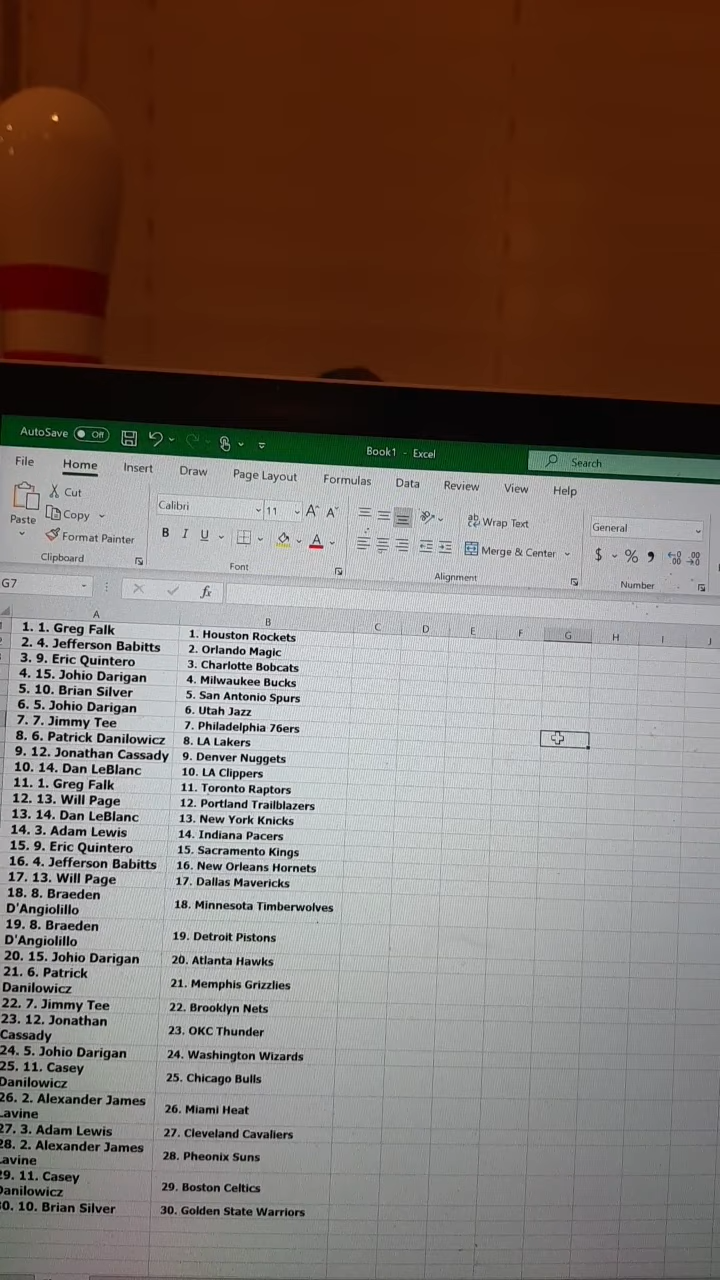 AutoSave Off Book1 - Excel Search
File Home Insert Draw Page Layout Formulas Data Review View Help
Paste Cut Copy Format Painter
Calibri 11 A A
B I U A
ab Wrap Text
Merge & Center
General
$ % 9 .00 .00
Clipboard Font Alignment Number
G7 fx
A B C D E F G H I J
1. 1. Greg Falk 1. Houston Rockets
2. 4. Jefferson Babitts 2. Orlando Magic
3. 9. Eric Quintero 3. Charlotte Bobcats
4. 15. Johio Darigan 4. Milwaukee Bucks
5. 10. Brian Silver 5. San Antonio Spurs
6. 5. Johio Darigan 6. Utah Jazz
7. 7. Jimmy Tee 7. Philadelphia 76ers
8. 6. Patrick Danilowicz 8. LA Lakers
9. 12. Jonathan Cassady 9. Denver Nuggets
10. 14. Dan LeBlanc 10. LA Clippers
11. 1. Greg Falk 11. Toronto Raptors
12. 13. Will Page 12. Portland Trailblazers
13. 14. Dan LeBlanc 13. New York Knicks
14. 3. Adam Lewis 14. Indiana Pacers
15. 9. Eric Quintero 15. Sacramento Kings
16. 4. Jefferson Babitts 16. New Orleans Hornets
17. 13. Will Page 17. Dallas Mavericks
18. 8. Braeden
D'Angiolillo 18. Minnesota Timberwolves
19. 8. Braeden
D'Angiolillo 19. Detroit Pistons
20. 15. Johio Darigan 20. Atlanta Hawks
21. 6. Patrick
Danilowicz 21. Memphis Grizzlies
22. 7. Jimmy Tee 22. Brooklyn Nets
23. 12. Jonathan
Cassady 23. OKC Thunder
24. 5. Johio Darigan 24. Washington Wizards
25. 11. Casey
Danilowicz 25. Chicago Bulls
26. 2. Alexander James
Lavine 26. Miami Heat
27. 3. Adam Lewis 27. Cleveland Cavaliers
28. 2. Alexander James
Lavine 28. Pheonix Suns
29. 11. Casey
Danilowicz 29. Boston Celtics
30. 10. Brian Silver 30. Golden State Warriors